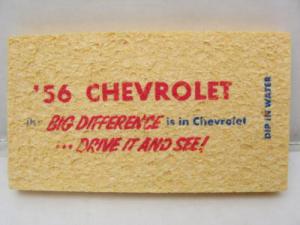 '56 CHEVROLET
the BIG DIFFERENCE is in Chevrolet
... DRIVE IT AND SEE!
DIP IN WATER